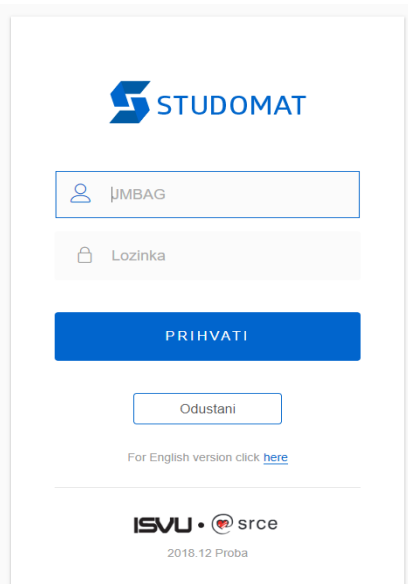 STUDOMAT
JMBAG
Lozinka
PRIHVATI
Odustani
For English version click here
ISVU • srce
2018.12 Proba